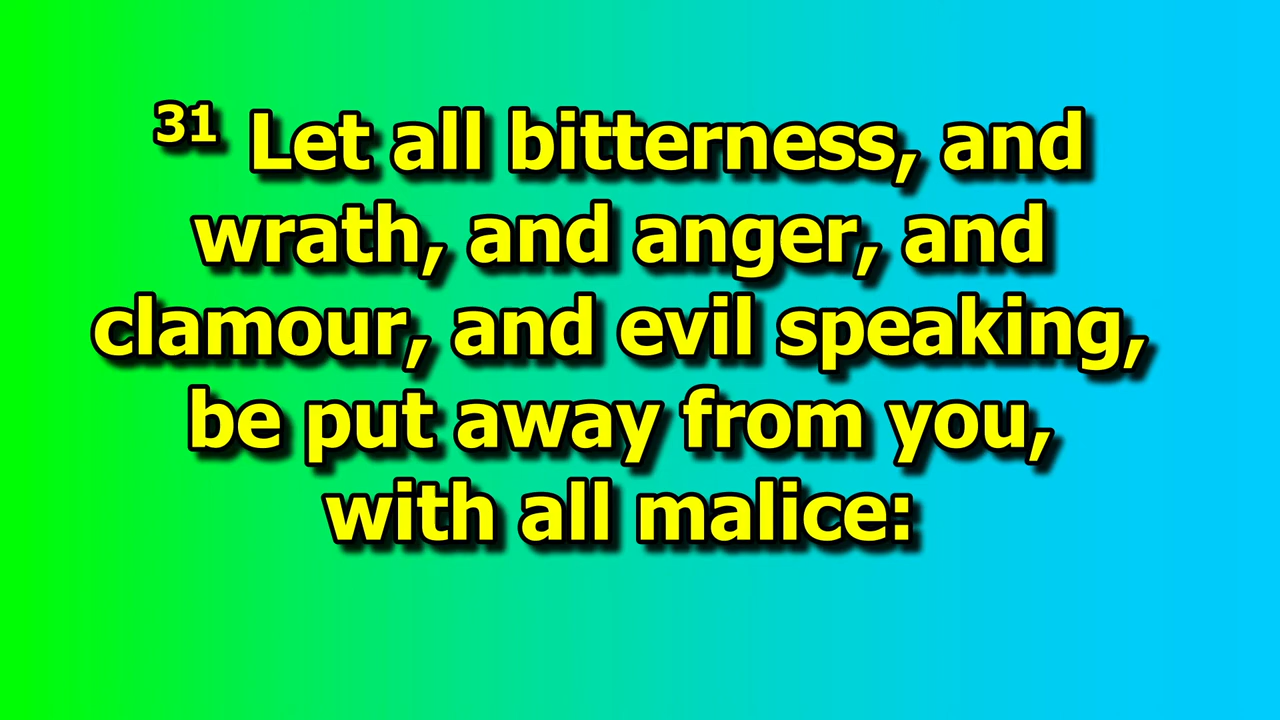 31 Let all bitterness, and
wrath, and anger, and
clamour, and evil speaking,
be put away from you,
with all malice: